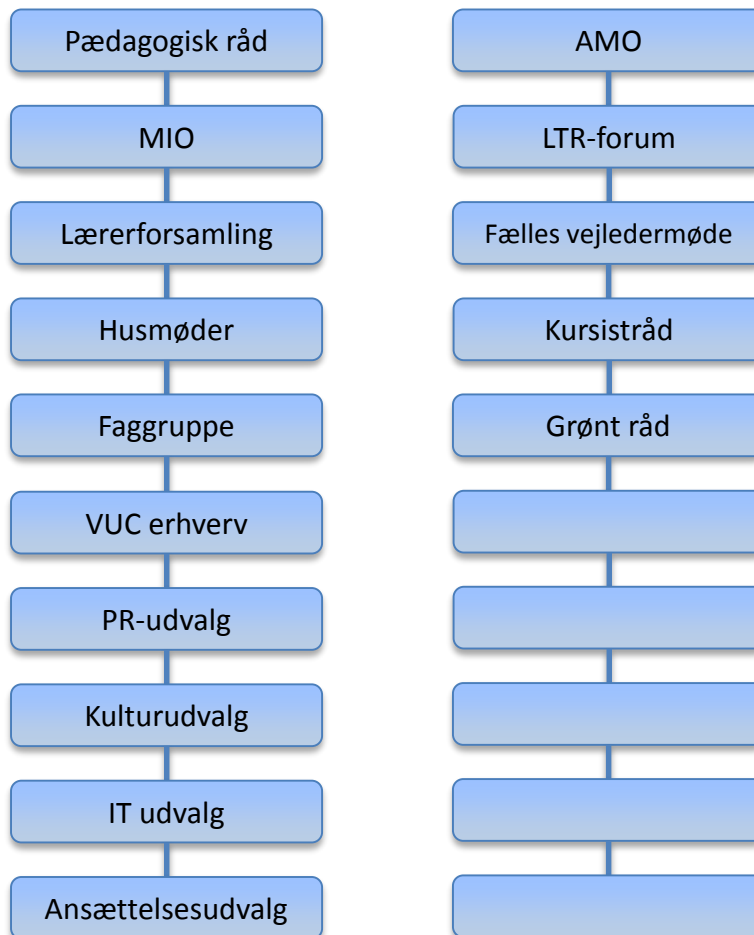 Pædagogisk råd
MIO
Lærerforsamling
Husmøder
Faggruppe
VUC erhverv
PR-udvalg
Kulturudvalg
IT udvalg
Ansættelsesudvalg
AMO
LTR-forum
Fælles vejledermøde
Kursistråd
Grønt råd